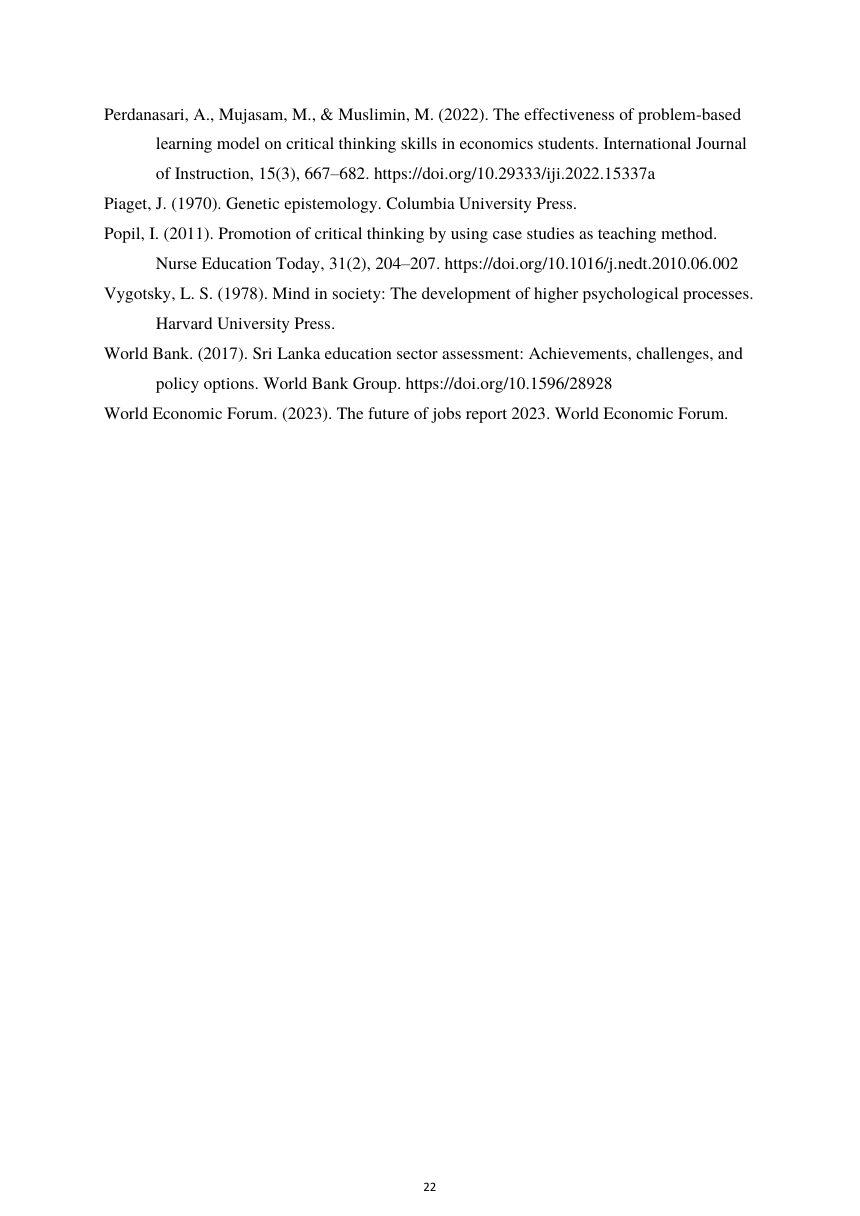 Perdanasari, A., Mujasam, M., & Muslimin, M. (2022). The effectiveness of problem-based
learning model on critical thinking skills in economics students. International Journal
of Instruction, 15(3), 667–682. https://doi.org/10.29333/iji.2022.15337a
Piaget, J. (1970). Genetic epistemology. Columbia University Press.
Popil, I. (2011). Promotion of critical thinking by using case studies as teaching method.
Nurse Education Today, 31(2), 204–207. https://doi.org/10.1016/j.nedt.2010.06.002
Vygotsky, L. S. (1978). Mind in society: The development of higher psychological processes.
Harvard University Press.
World Bank. (2017). Sri Lanka education sector assessment: Achievements, challenges, and
policy options. World Bank Group. https://doi.org/10.1596/28928
World Economic Forum. (2023). The future of jobs report 2023. World Economic Forum.
22